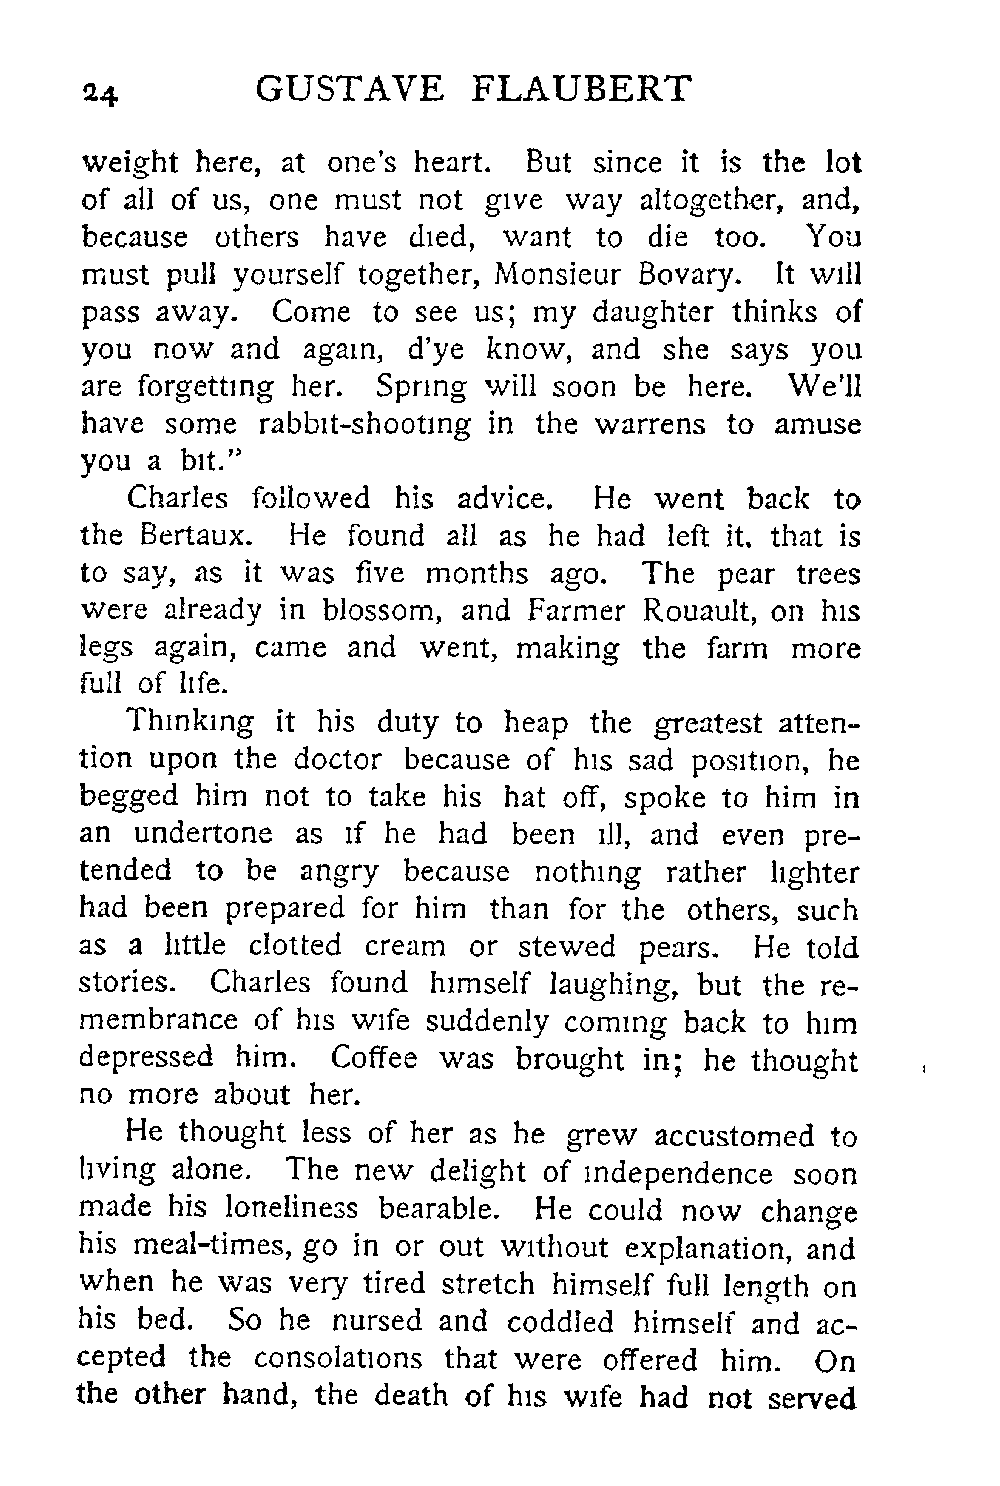 24 GUSTAVE FLAUBERT
weight here, at one's heart. But since it is the lot
of all of us, one must not give way altogether, and,
because others have died, want to die too. You
must pull yourself together, Monsieur Bovary. It will
pass away. Come to see us; my daughter thinks of
you now and again, d'ye know, and she says you
are forgetting her. Spring will soon be here. We'll
have some rabbit-shooting in the warrens to amuse
you a bit."
Charles followed his advice. He went back to
the Bertaux. He found all as he had left it, that is
to say, as it was five months ago. The pear trees
were already in blossom, and Farmer Rouault, on his
legs again, came and went, making the farm more
full of life.
Thinking it his duty to heap the greatest atten-
tion upon the doctor because of his sad position, he
begged him not to take his hat off, spoke to him in
an undertone as if he had been ill, and even pre-
tended to be angry because nothing rather lighter
had been prepared for him than for the others, such
as a little clotted cream or stewed pears. He told
stories. Charles found himself laughing, but the re-
membrance of his wife suddenly coming back to him
depressed him. Coffee was brought in; he thought
no more about her.
He thought less of her as he grew accustomed to
living alone. The new delight of independence soon
made his loneliness bearable. He could now change
his meal-times, go in or out without explanation, and
when he was very tired stretch himself full length on
his bed. So he nursed and coddled himself and ac-
cepted the consolations that were offered him. On
the other hand, the death of his wife had not served